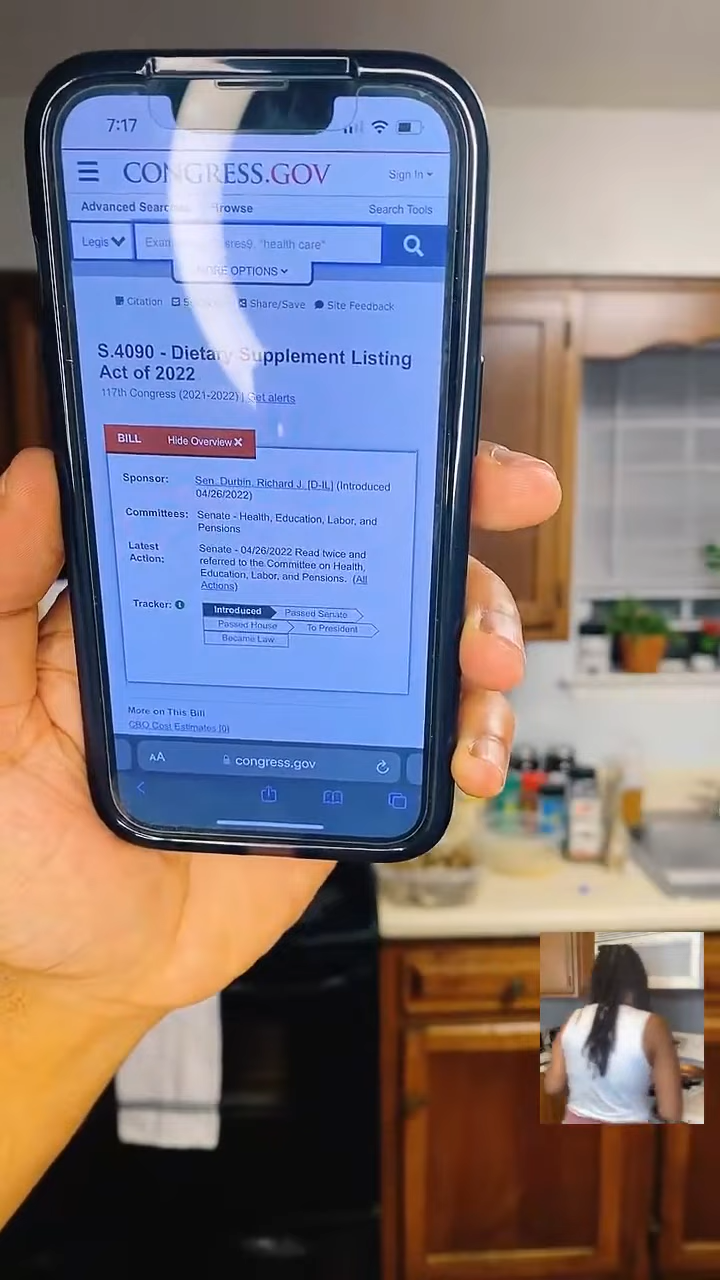 7:17
CONGRESS.GOV
Sign In
Advanced Search Browse
Search Tools
Legis
sres9, "health care"
MORE OPTIONS
Citation
Share/Save
Site Feedback
S.4090 - Dietary Supplement Listing
Act of 2022
117th Congress (2021-2022) | Get alerts
BILL
Hide Overview X
Sponsor:
Sen. Durbin, Richard J. [D-IL] (Introduced
04/26/2022)
Committees:
Senate - Health, Education, Labor, and
Pensions
Latest
Action:
Senate - 04/26/2022 Read twice and
referred to the Committee on Health,
Education, Labor, and Pensions. (All
Actions)
Tracker:
Introduced
Passed Senate
Passed House
To President
Became Law
More on This Bill
CBO Cost Estimates [0]
AA
congress.gov